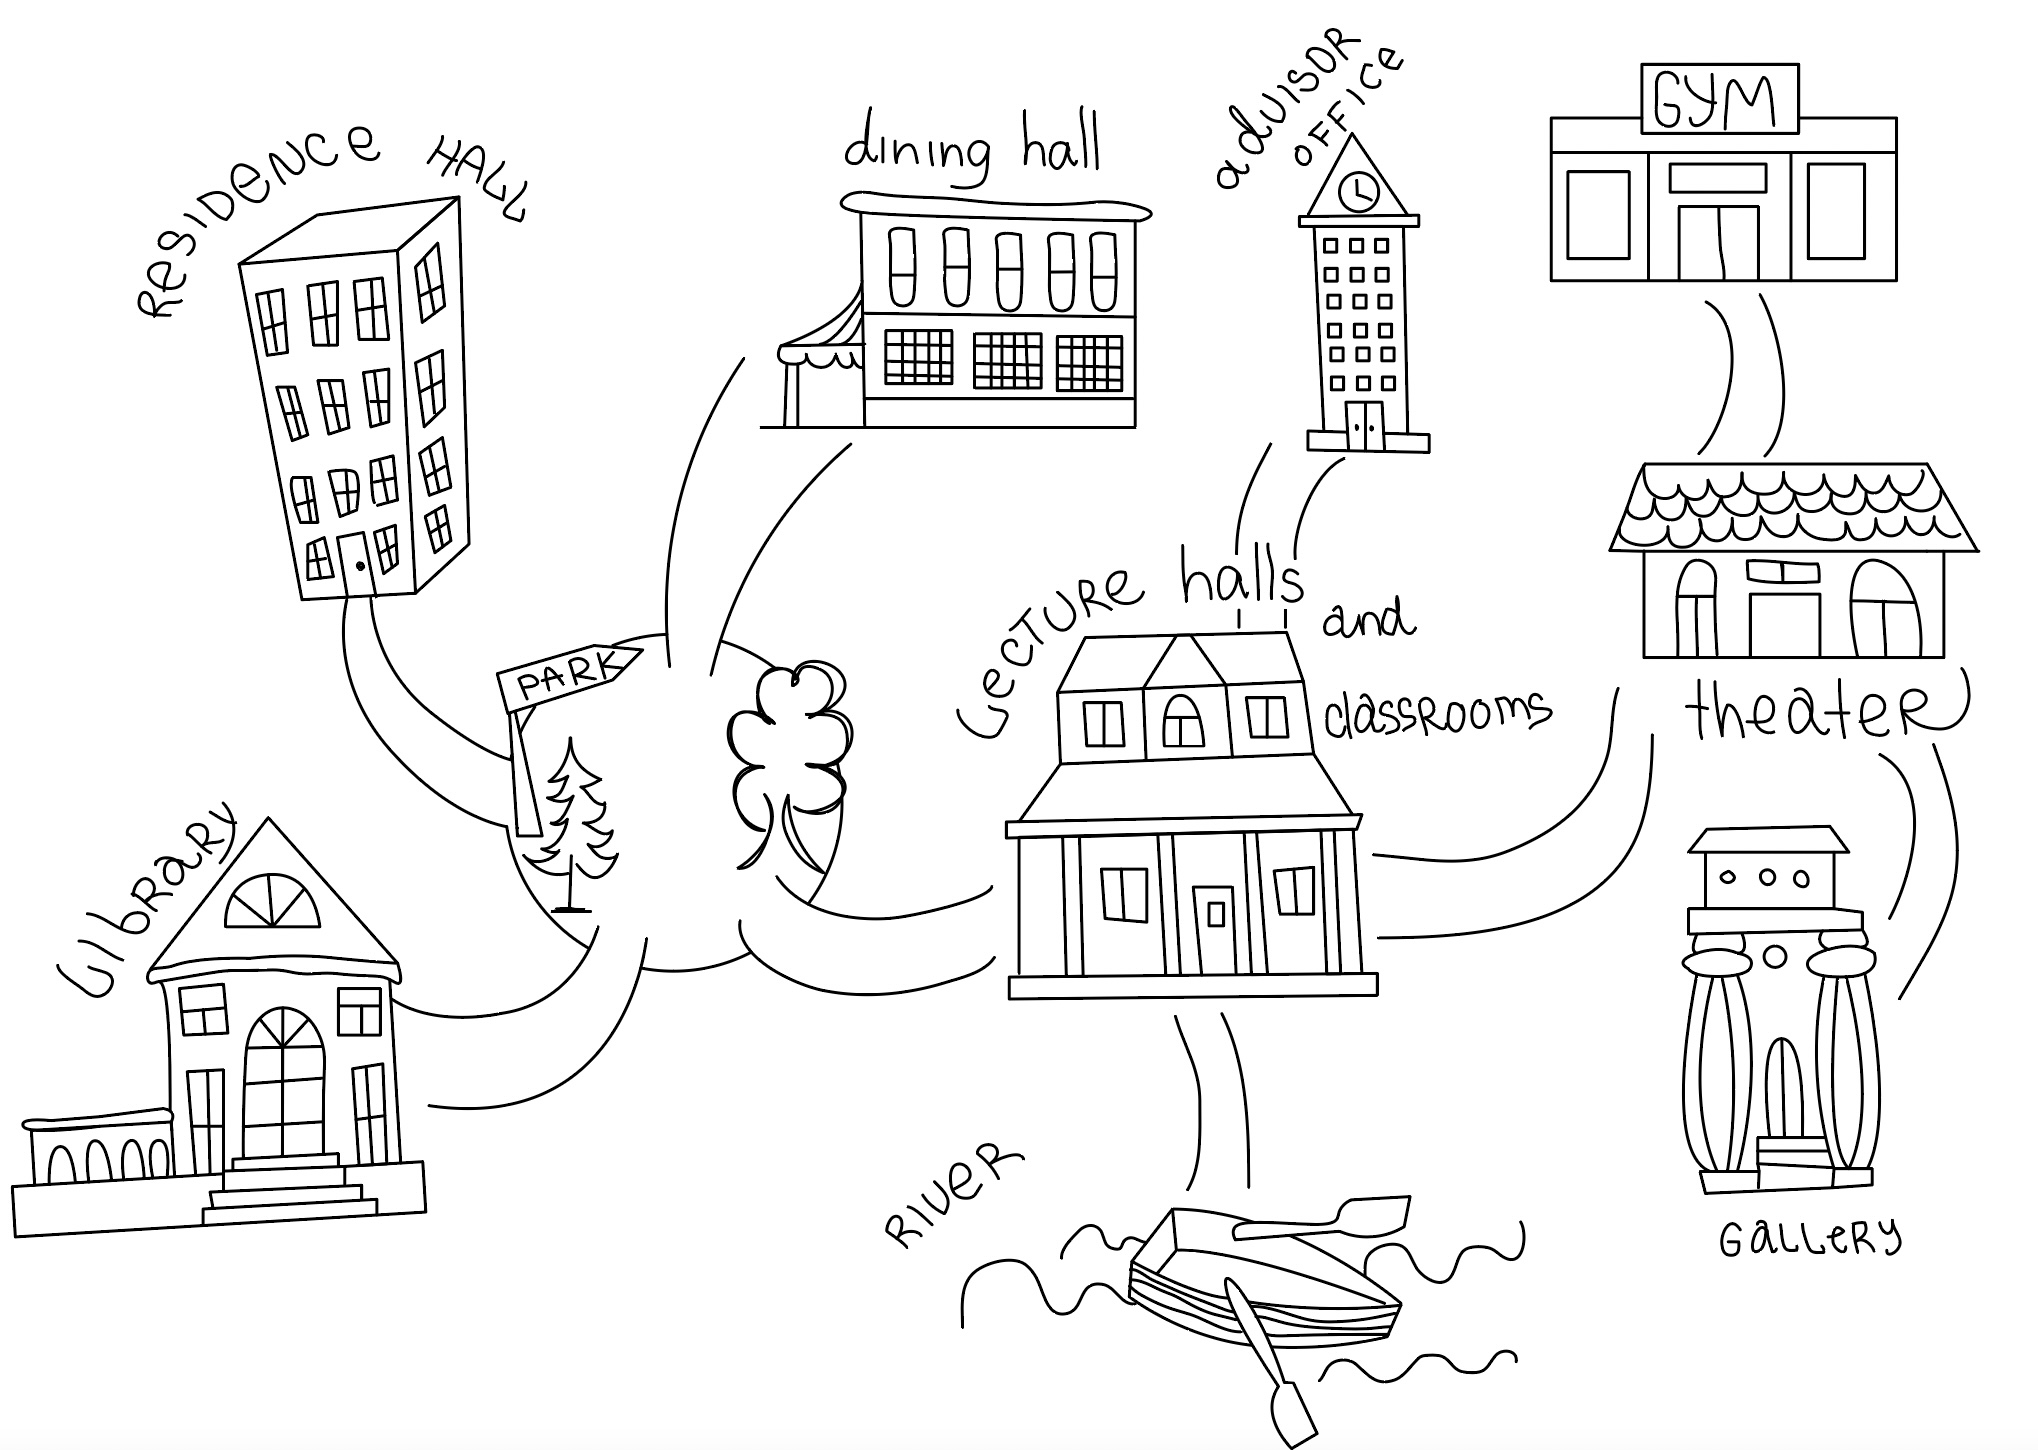 RESIDENCE HALL
dining hall
advisor
office
GYM
PARK
Lecture halls
and
classrooms
theater
Library
River
Gallery